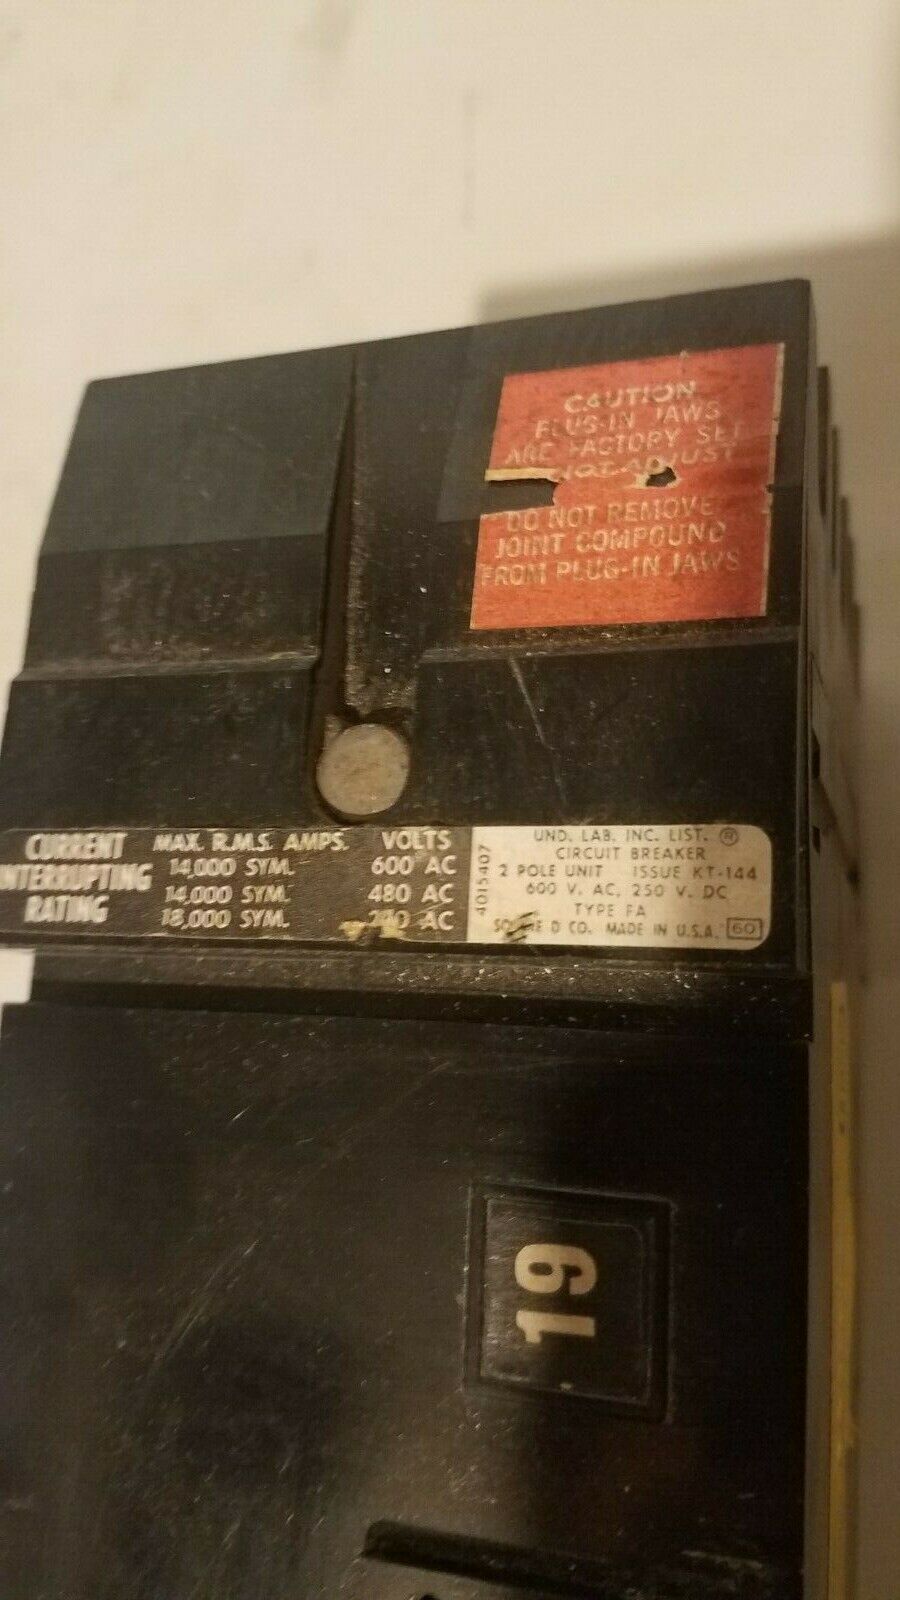 CAUTION
PLUG-IN JAWS
ARE FACTORY SET
NOT ADJUST
DO NOT REMOVE
JOINT COMPOUND
FROM PLUG-IN JAWS
CURRENT
INTERRUPTING
RATING
MAX. R.M.S. AMPS. VOLTS
14,000 SYM. 600 AC
14,000 SYM. 480 AC
18,000 SYM. AC
4015407
UND. LAB. INC. LIST. ®
CIRCUIT BREAKER
2 POLE UNIT ISSUE KT-144
600 V. AC, 250 V. DC
TYPE FA
SQUARE D CO. MADE IN U.S.A. 60
19